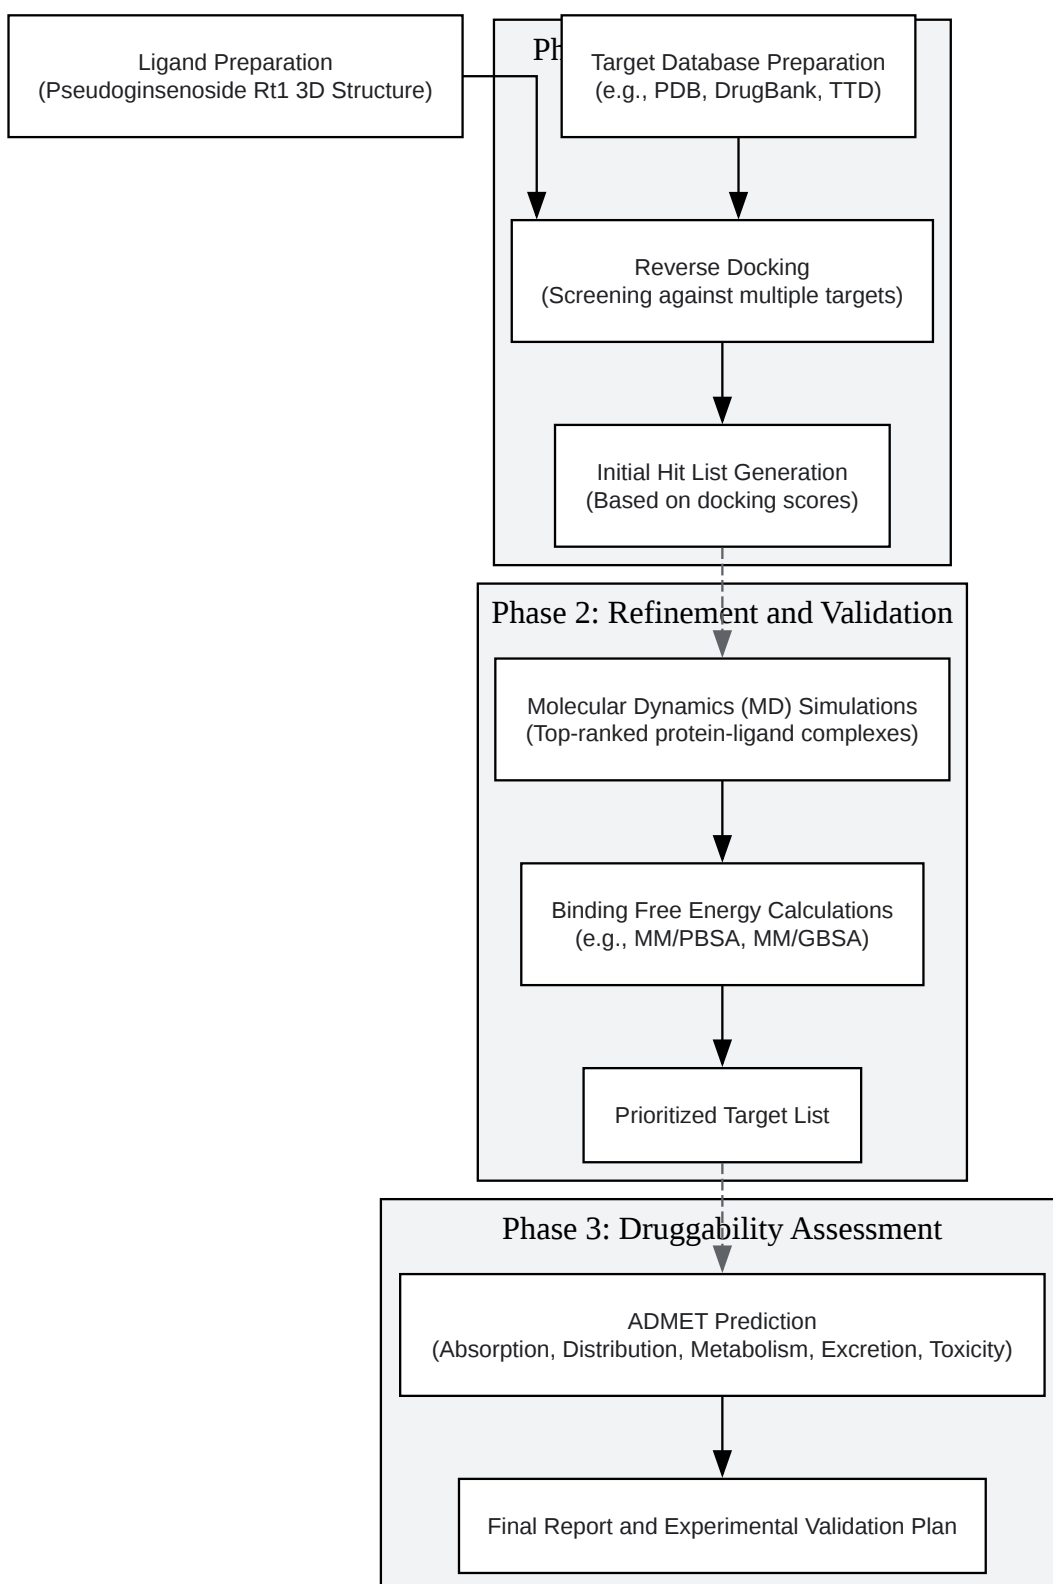 Ligand Preparation
(Pseudoginsenoside Rt1 3D Structure)
Target Database Preparation
(e.g., PDB, DrugBank, TTD)
Reverse Docking
(Screening against multiple targets)
Initial Hit List Generation
(Based on docking scores)
Phase 2: Refinement and Validation
Molecular Dynamics (MD) Simulations
(Top-ranked protein-ligand complexes)
Binding Free Energy Calculations
(e.g., MM/PBSA, MM/GBSA)
Prioritized Target List
Phase 3: Druggability Assessment
ADMET Prediction
(Absorption, Distribution, Metabolism, Excretion, Toxicity)
Final Report and Experimental Validation Plan